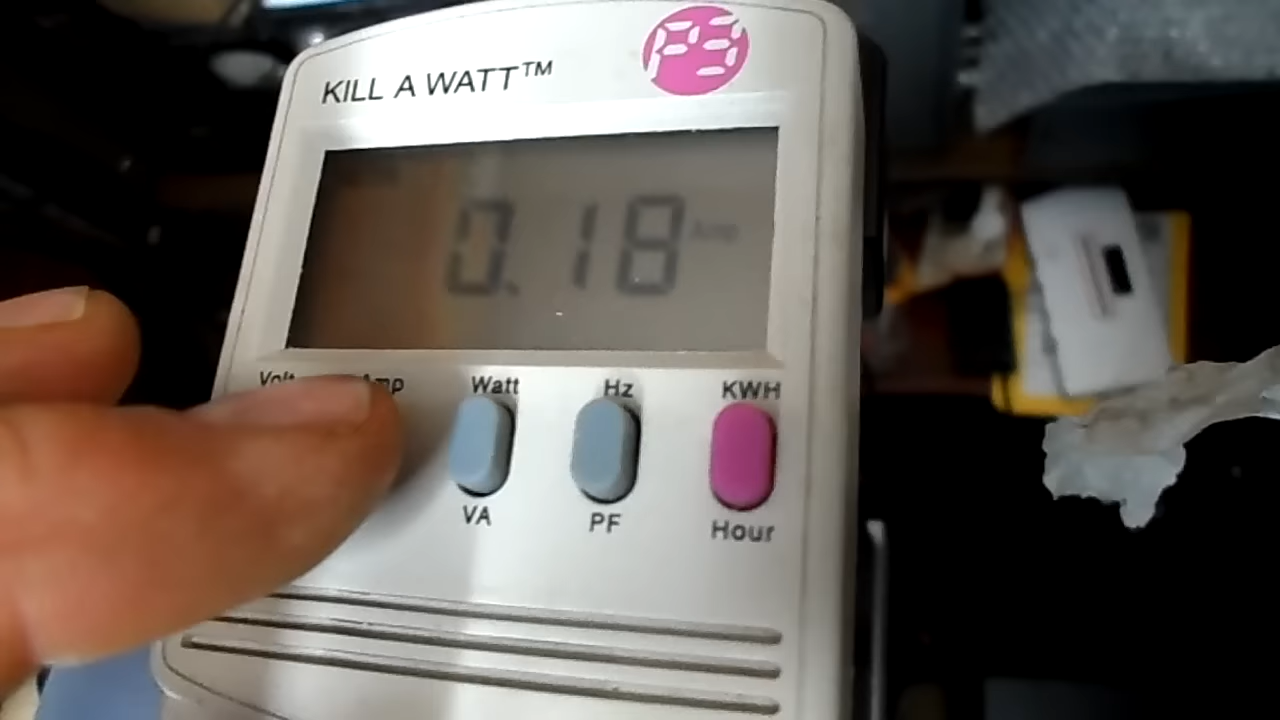 KILL A WATT™
P3
0.18 Amp
Volt Amp Watt Hz KWH
VA PF Hour